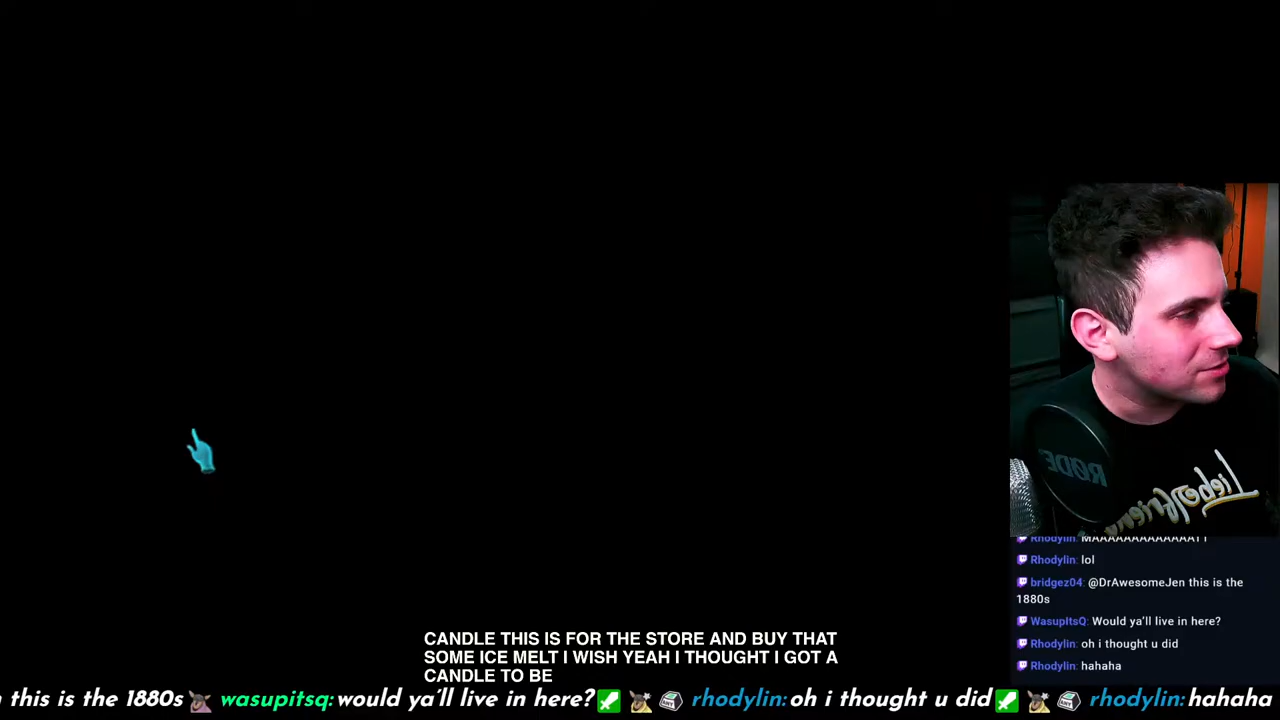 RØDE
Liebe
Rhodylin:
Rhodylin: lol
bridgez04: @DrAwesomeJen this is the
1880s
WasupItsQ: Would ya'll live in here?
Rhodylin: oh i thought u did
Rhodylin: hahaha
CANDLE THIS IS FOR THE STORE AND BUY THAT
SOME ICE MELT I WISH YEAH I THOUGHT I GOT A
CANDLE TO BE
this is the 1880s wasupitsq: would ya'll live in here? rhodylin: oh i thought u did rhodylin: hahaha